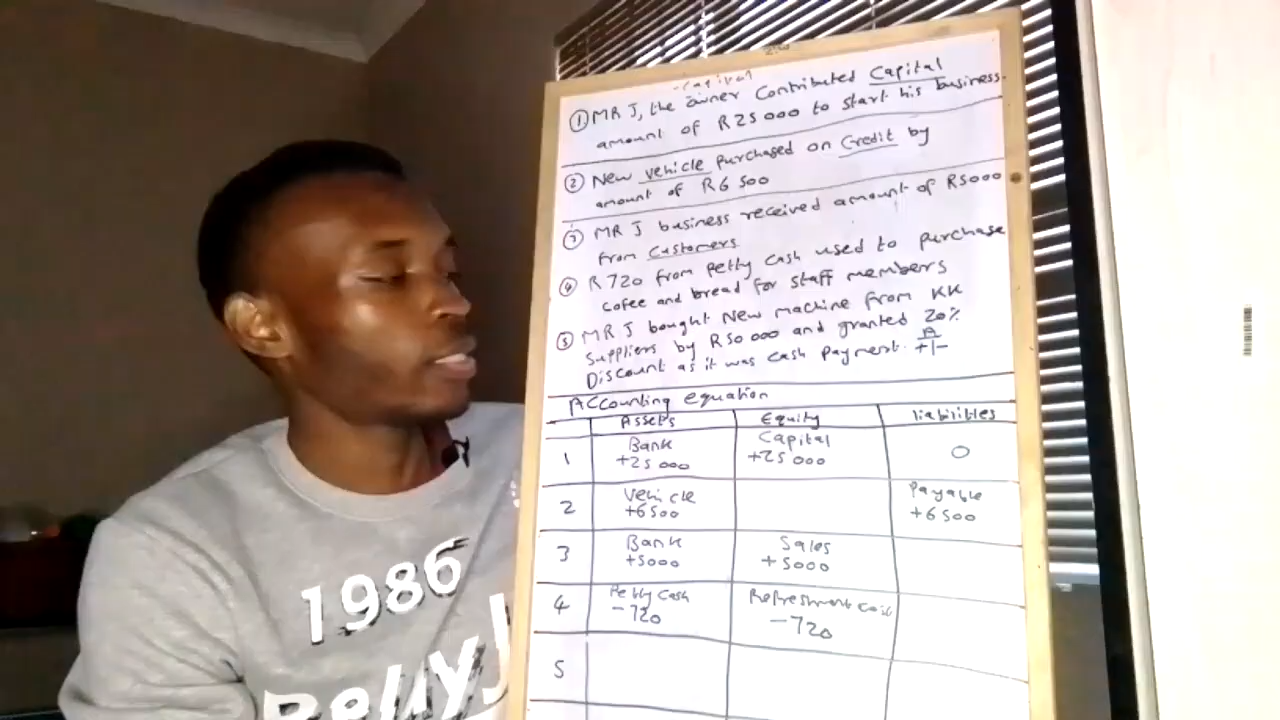 ① MR J, the owner Contributed Capital
amount of R25 000 to start his business.
② New vehicle purchased on Credit by
amount of R6 500
③ MR J business received amount of R5000
from Customers
④ R720 from Petty Cash used to purchase
cofee and bread for staff members
⑤ MR J bought New machine from KK
suppliers by R50 000 and granted 20%
Discount as it was cash Payment.
A
+/-
Accounting equation
Assets Equity liabilities
1 Bank +25 000 Capital +25 000 0
2 Vehicle +6500 Payable +6500
3 Bank +5000 Sales +5000
4 Petty Cash -720 Refreshment -720
5
1986